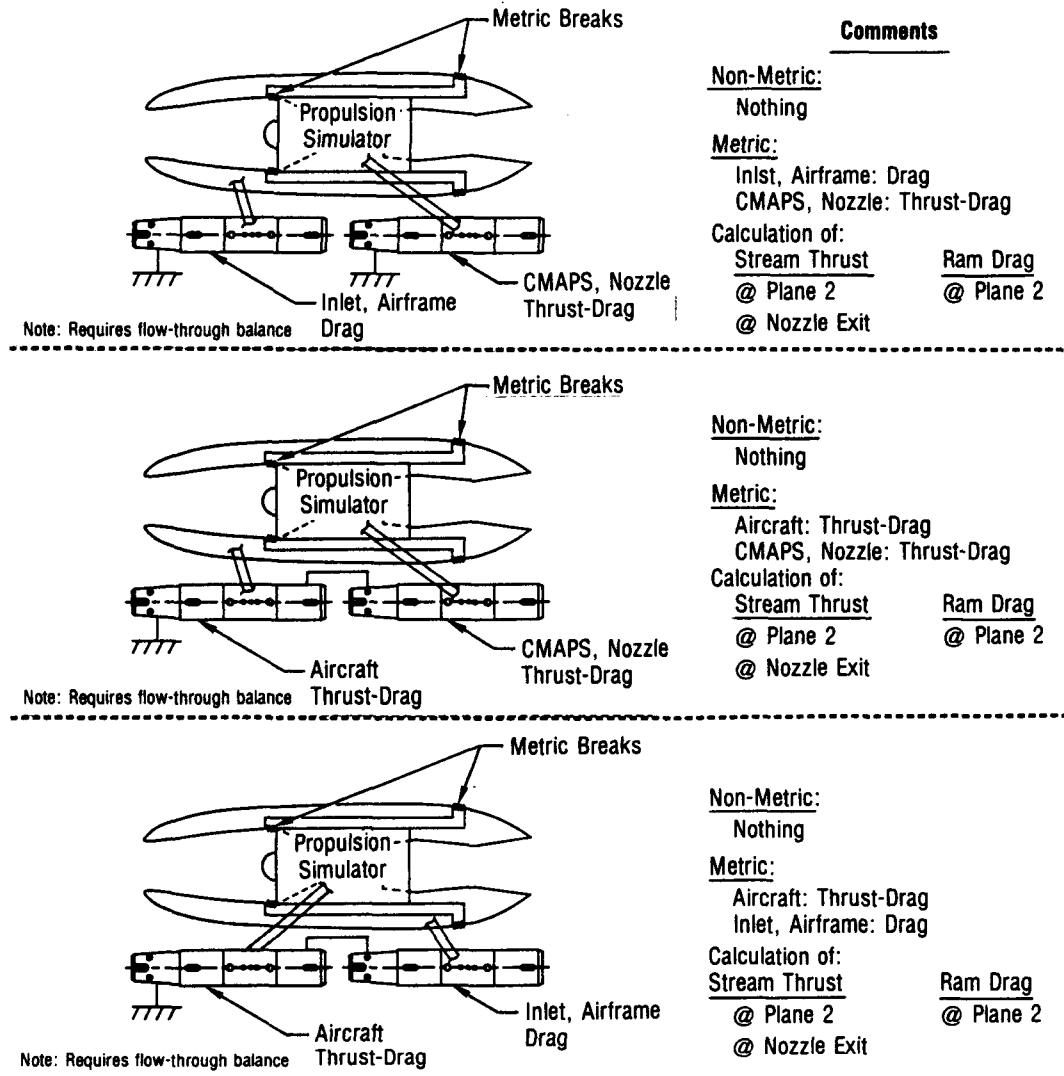 Metric Breaks
Propulsion
Simulator
Inlet, Airframe
Drag
CMAPS, Nozzle
Thrust-Drag
Note: Requires flow-through balance
Comments
Non-Metric:
Nothing
Metric:
Inlst, Airframe: Drag
CMAPS, Nozzle: Thrust-Drag
Calculation of:
Stream Thrust Ram Drag
@ Plane 2 @ Plane 2
@ Nozzle Exit
Metric Breaks
Propulsion
Simulator
Aircraft
Thrust-Drag
CMAPS, Nozzle
Thrust-Drag
Note: Requires flow-through balance
Non-Metric:
Nothing
Metric:
Aircraft: Thrust-Drag
CMAPS, Nozzle: Thrust-Drag
Calculation of:
Stream Thrust Ram Drag
@ Plane 2 @ Plane 2
@ Nozzle Exit
Metric Breaks
Propulsion
Simulator
Aircraft
Thrust-Drag
Inlet, Airframe
Drag
Note: Requires flow-through balance
Non-Metric:
Nothing
Metric:
Aircraft: Thrust-Drag
Inlet, Airframe: Drag
Calculation of:
Stream Thrust Ram Drag
@ Plane 2 @ Plane 2
@ Nozzle Exit